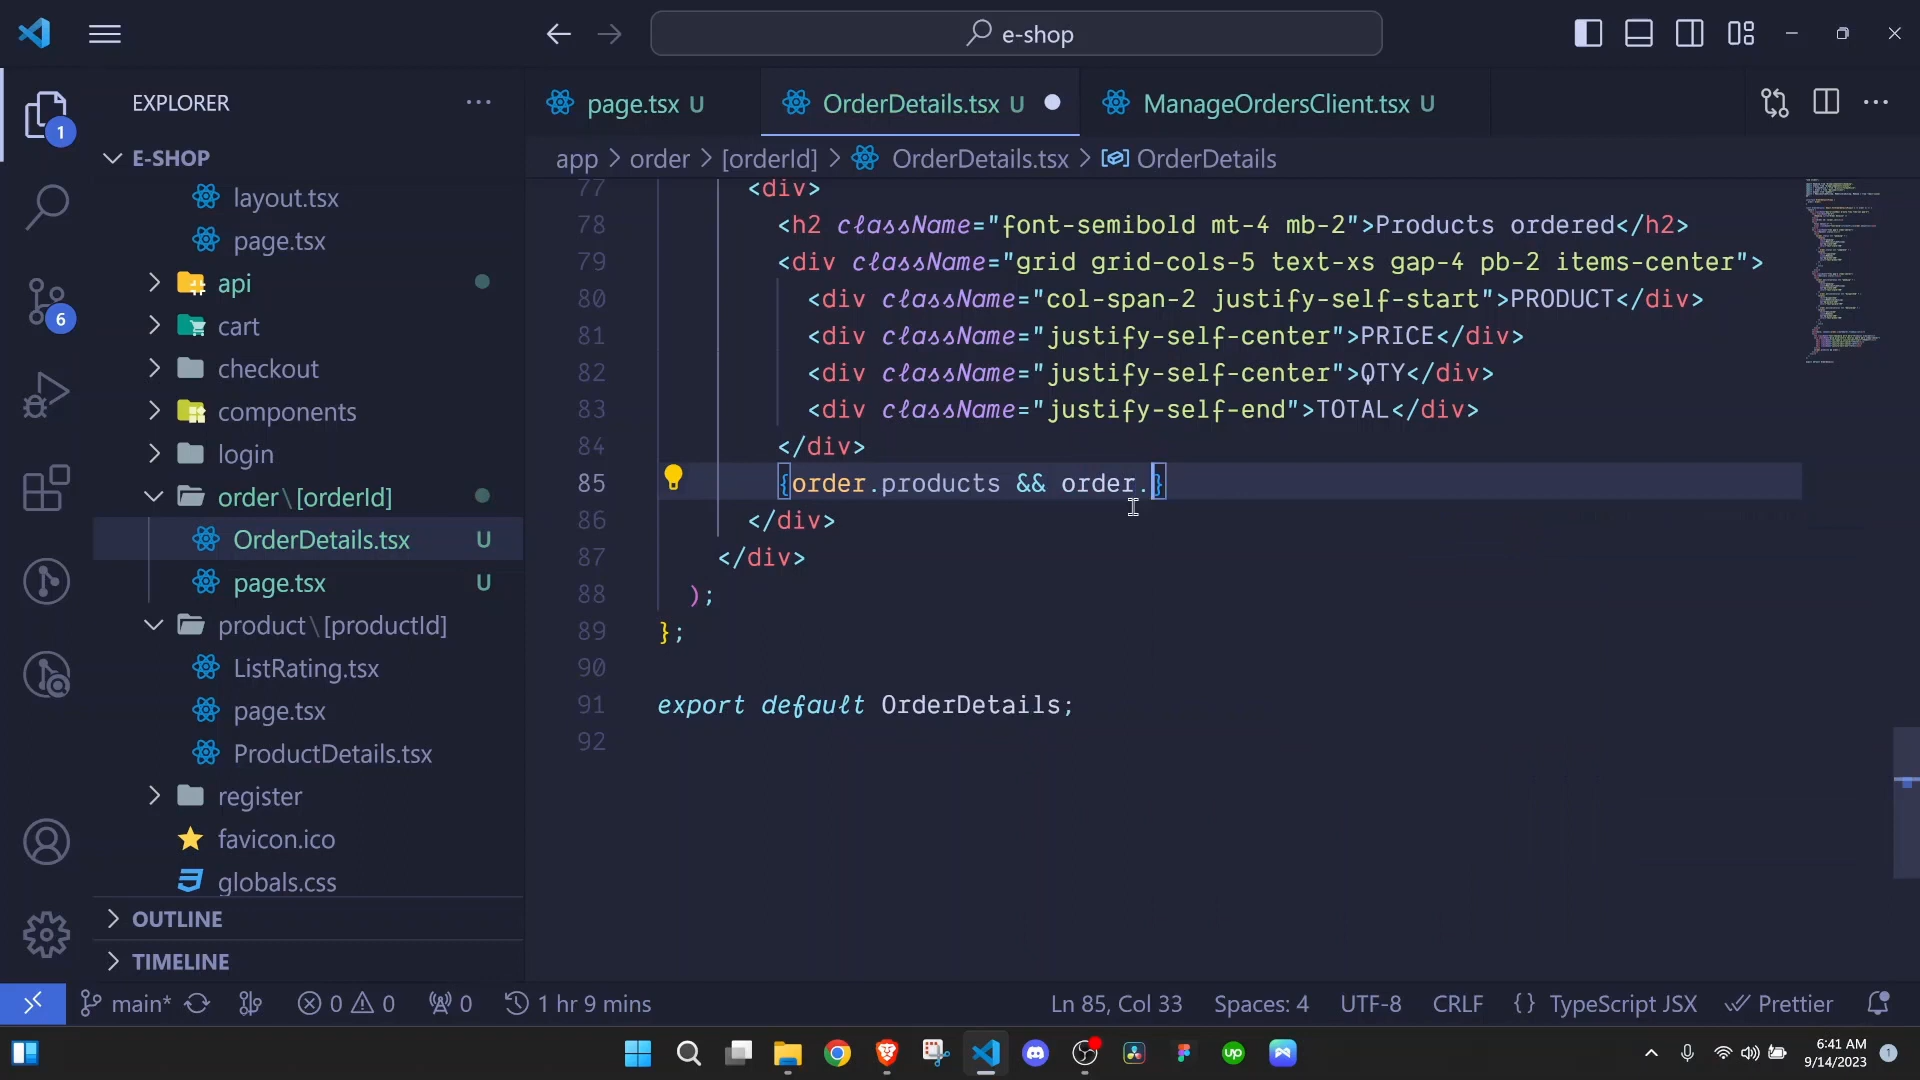 e-shop
EXPLORER
page.tsx U
OrderDetails.tsx U
ManageOrdersClient.tsx U
E-SHOP
app > order > [orderId] > OrderDetails.tsx > OrderDetails
layout.tsx
page.tsx
api
cart
checkout
components
login
order\[orderId]
OrderDetails.tsx U
page.tsx U
product\[productId]
ListRating.tsx
page.tsx
ProductDetails.tsx
register
favicon.ico
globals.css
OUTLINE
TIMELINE
1
6
77 <div>
78 <h2 className="font-semibold mt-4 mb-2">Products ordered</h2>
79 <div className="grid grid-cols-5 text-xs gap-4 pb-2 items-center">
80 <div className="col-span-2 justify-self-start">PRODUCT</div>
81 <div className="justify-self-center">PRICE</div>
82 <div className="justify-self-center">QTY</div>
83 <div className="justify-self-end">TOTAL</div>
84 </div>
85 {order.products && order.}
86 </div>
87 </div>
88 );
89 };
90
91 export default OrderDetails;
92
main* 0 0 0 1 hr 9 mins Ln 85, Col 33 Spaces: 4 UTF-8 CRLF {} TypeScript JSX Prettier
up
6:41 AM
9/14/2023
1